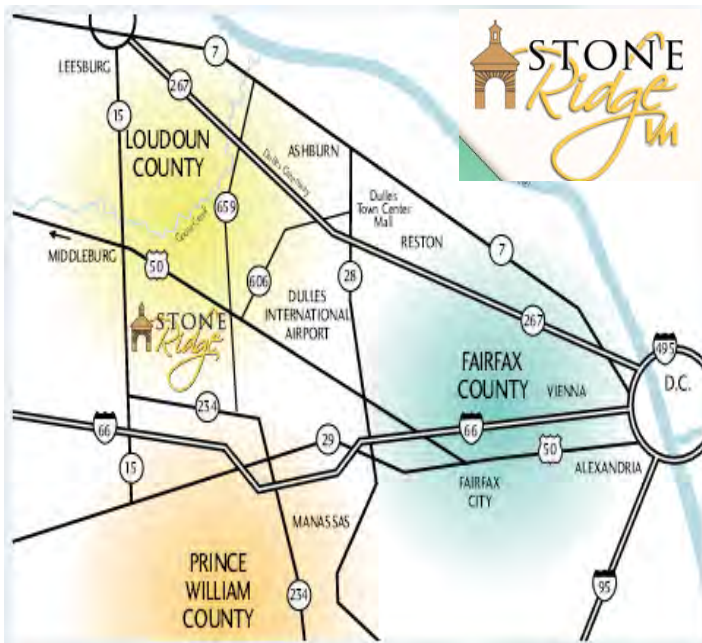 STONE
Ridge
7
LEESBURG
267
15
LOUDOUN
COUNTY
ASHBURN
Dulles Greenway
659
Dulles
Town Center
Mall
Goose Creek
RESTON
7
MIDDLEBURG
50
28
606
DULLES
INTERNATIONAL
AIRPORT
267
STONE
Ridge
495
FAIRFAX
COUNTY
VIENNA
D.C.
234
66
29
66
50
15
FAIRFAX
CITY
ALEXANDRIA
MANASSAS
PRINCE
WILLIAM
COUNTY
234
95